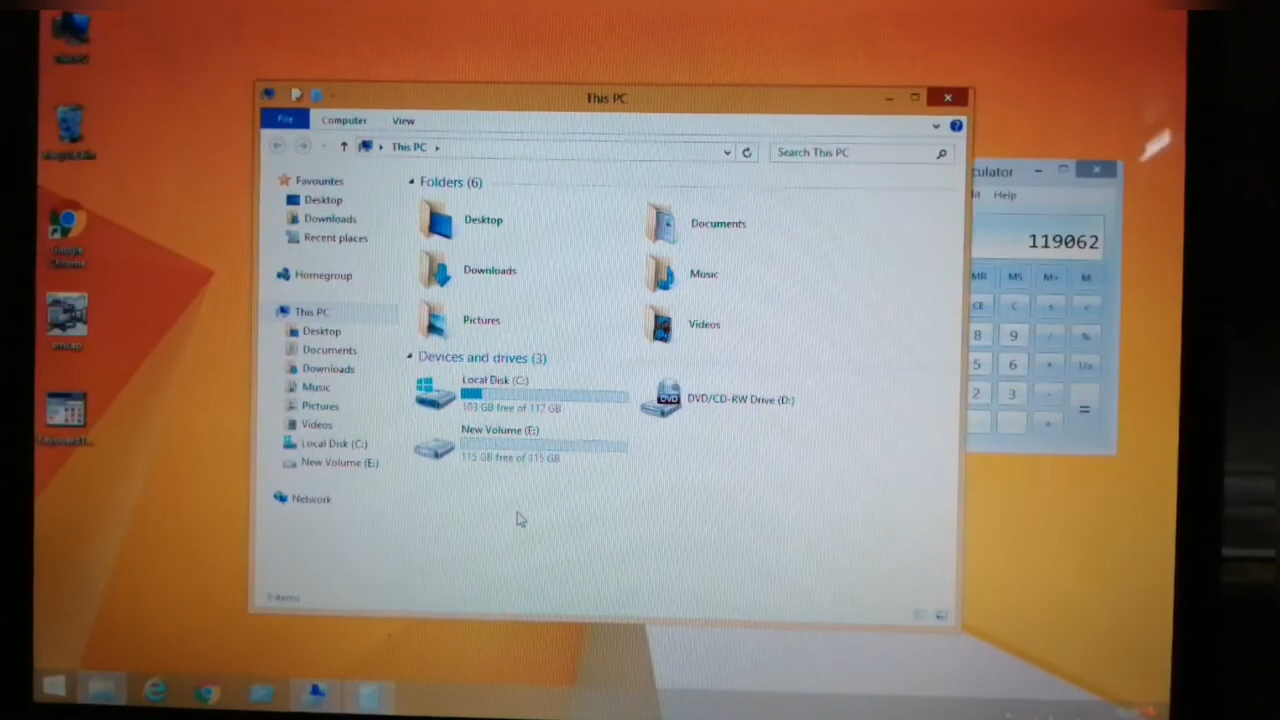 This PC
File Computer View
This PC
Search This PC
Favourites
Desktop
Downloads
Recent places
Homegroup
This PC
Desktop
Documents
Downloads
Music
Pictures
Videos
Local Disk (C:)
New Volume (E:)
Network
Folders (6)
Desktop
Documents
Downloads
Music
Pictures
Videos
Devices and drives (3)
Local Disk (C:)
103 GB free of 117 GB
DVD/CD-RW Drive (D:)
New Volume (E:)
115 GB free of 115 GB
9 items
Google
Chrome
culator
Help
119062
MR MS M+
CE C
8 9 / %
5 6 * 1/x
2 3 - =
+